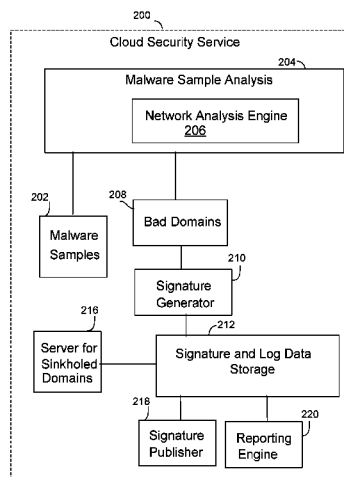 200
Cloud Security Service
204
Malware Sample Analysis
Network Analysis Engine
206
202
Malware
Samples
208
Bad Domains
210
Signature
Generator
216
Server for
Sinkholed
Domains
212
Signature and Log Data
Storage
218
Signature
Publisher
220
Reporting
Engine